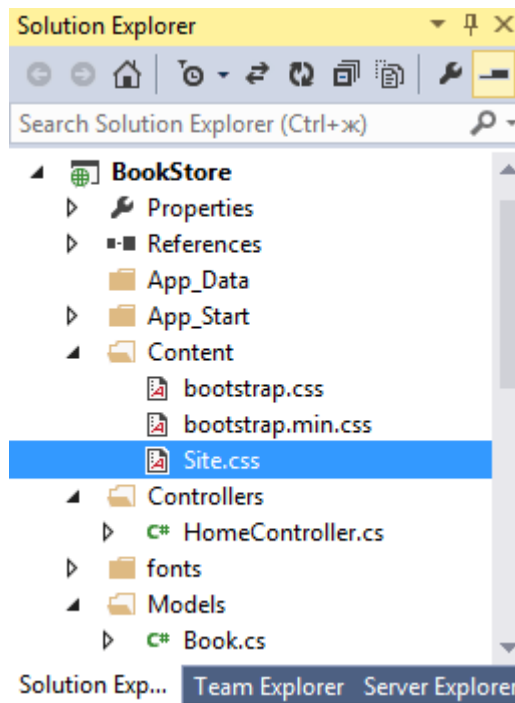 Solution Explorer
Search Solution Explorer (Ctrl+ж)
BookStore
Properties
References
App_Data
App_Start
Content
bootstrap.css
bootstrap.min.css
Site.css
Controllers
C# HomeController.cs
fonts
Models
C# Book.cs
Solution Exp... Team Explorer Server Explorer